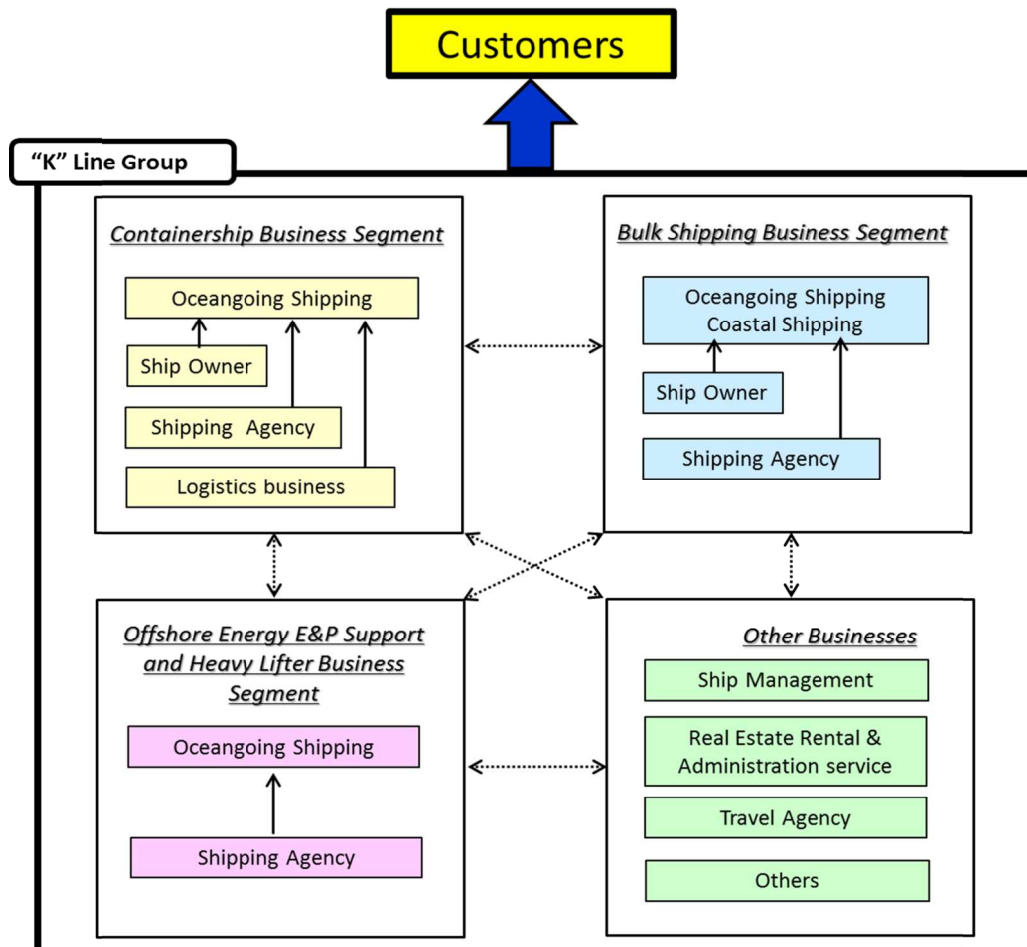 Customers
“K” Line Group
Containership Business Segment
Oceangoing Shipping
Ship Owner
Shipping Agency
Logistics business
Bulk Shipping Business Segment
Oceangoing Shipping
Coastal Shipping
Ship Owner
Shipping Agency
Offshore Energy E&P Support
and Heavy Lifter Business
Segment
Oceangoing Shipping
Shipping Agency
Other Businesses
Ship Management
Real Estate Rental &
Administration service
Travel Agency
Others